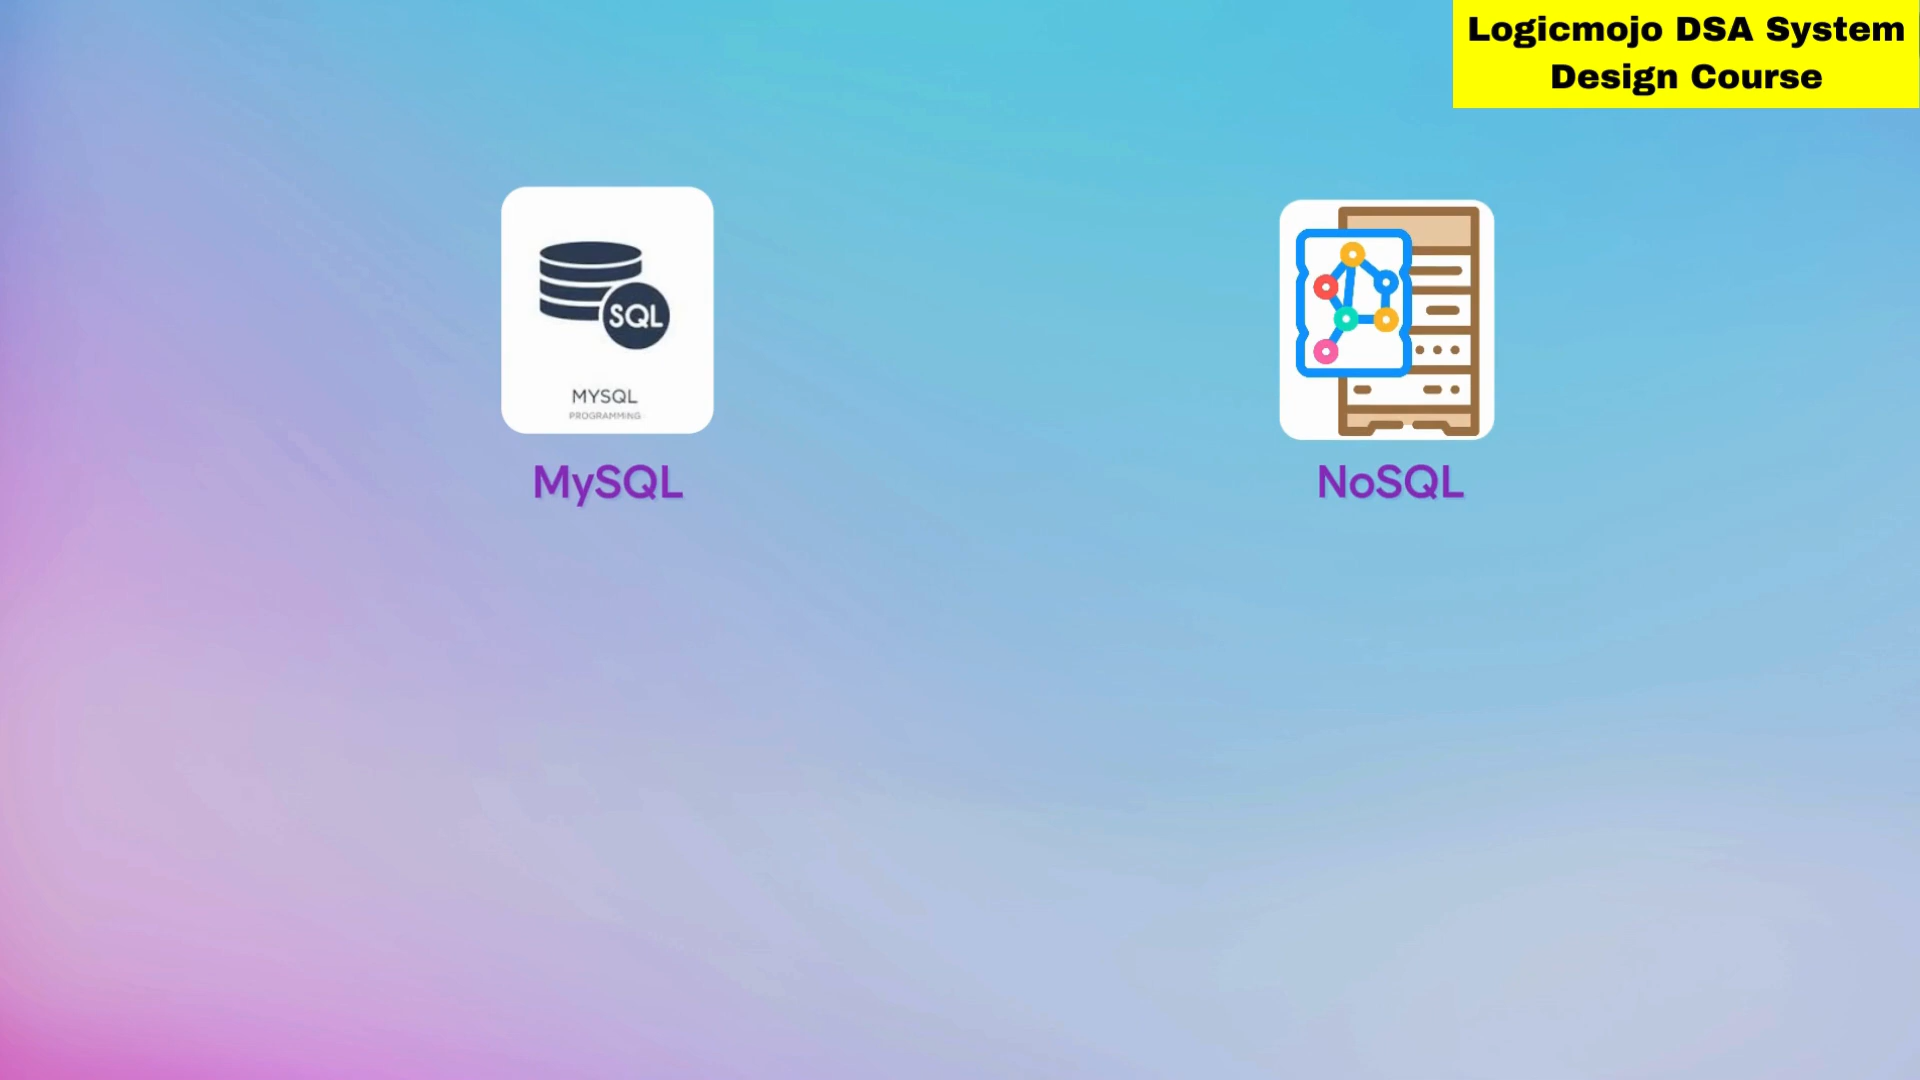 Logicmojo DSA System
Design Course
SQL
MYSQL
PROGRAMMING
MySQL
NoSQL